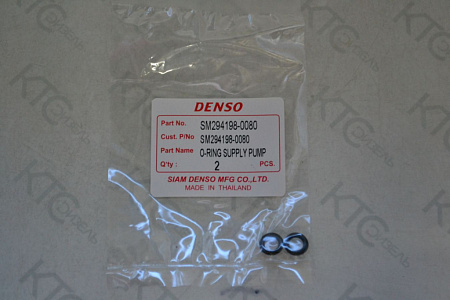 DENSO
Part No. SM294198-0080
Cust. P/No SM294198-0080
Part Name O-RING SUPPLY PUMP
Q'ty : 2 PCS.
SIAM DENSO MFG CO.,LTD.
MADE IN THAILAND